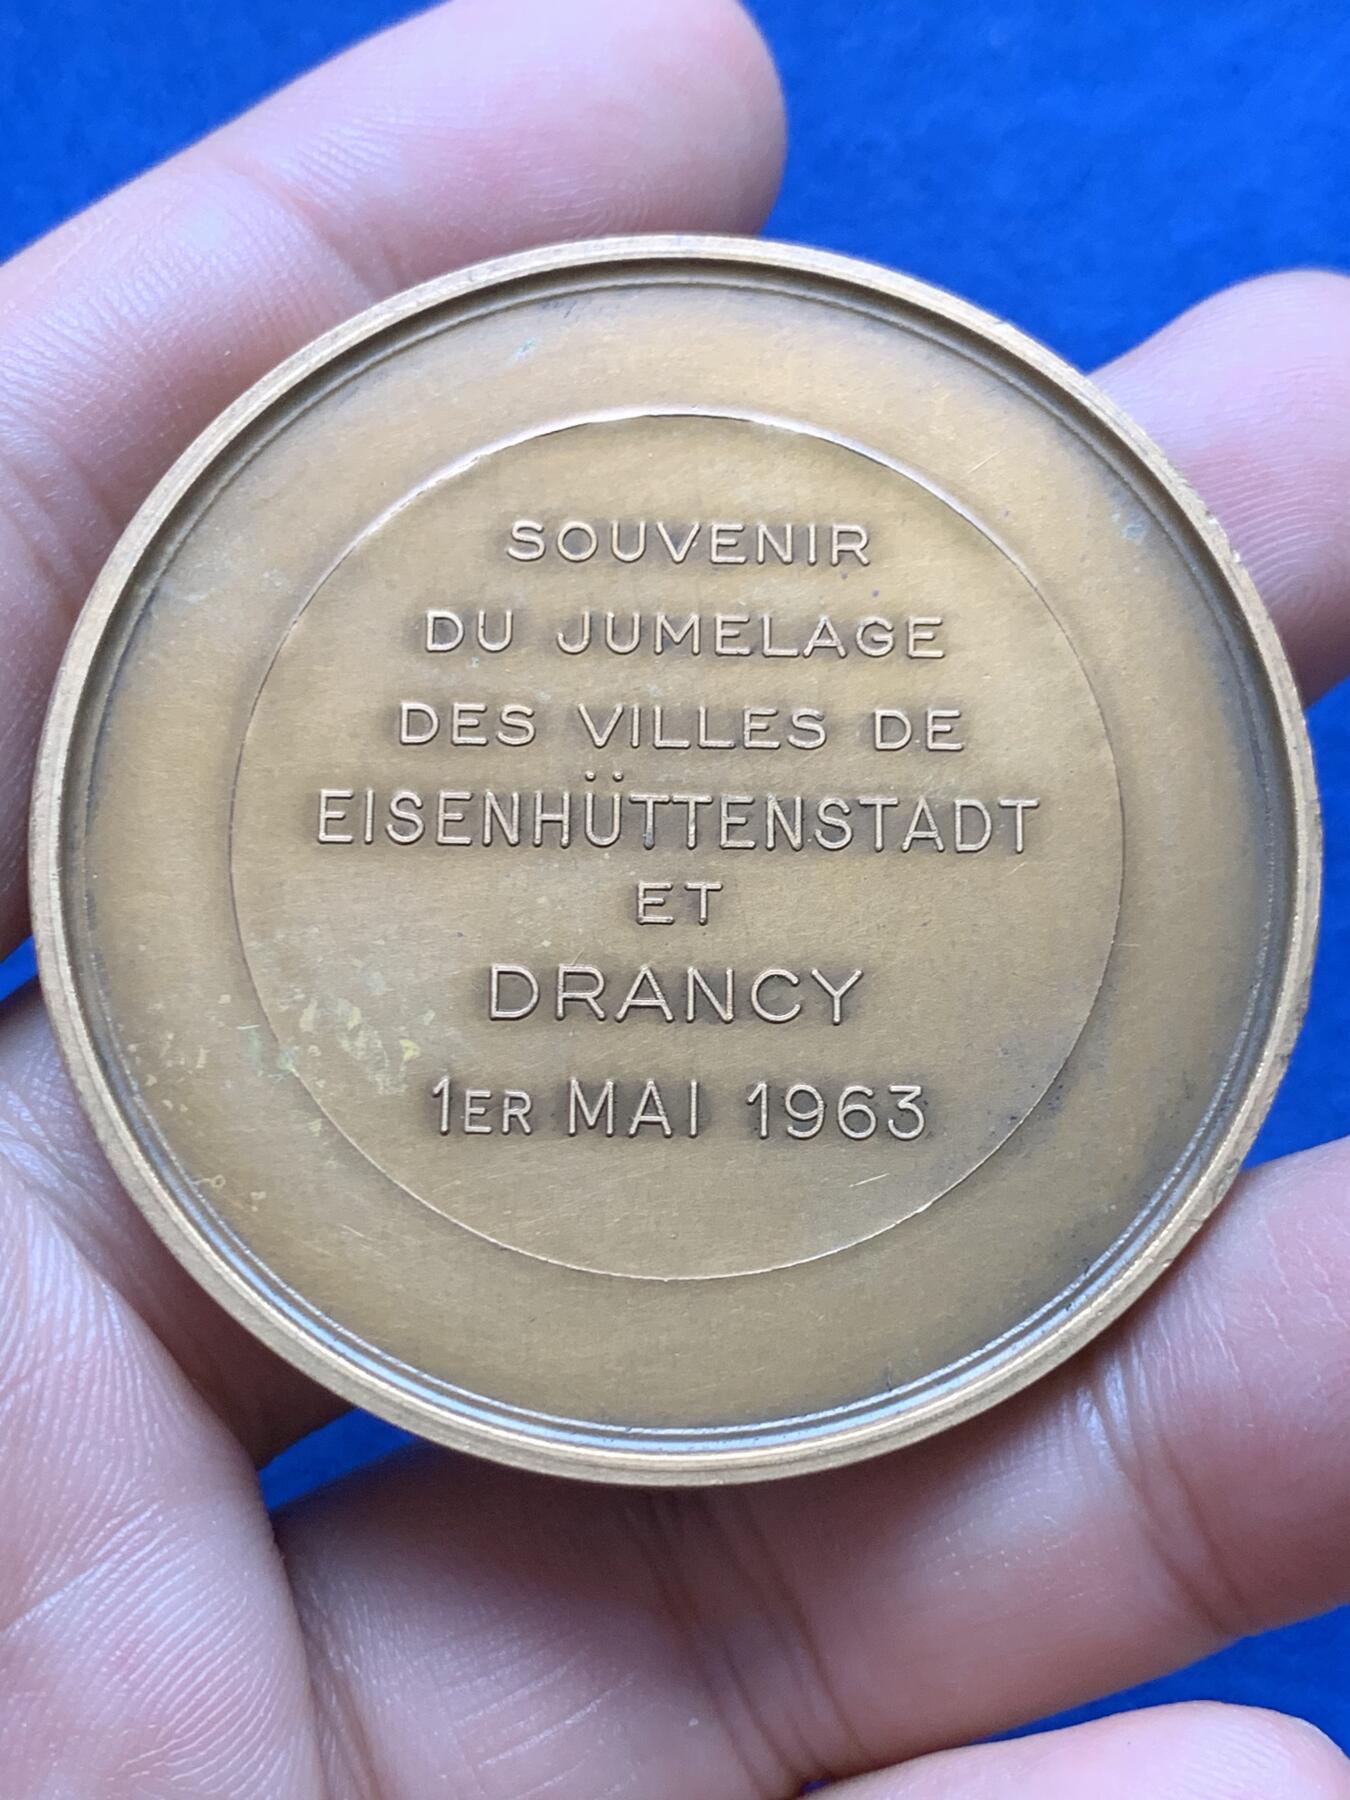 SOUVENIR
DU JUMELAGE
DES VILLES DE
EISENHÜTTENSTADT
ET
DRANCY
1ER MAI 1963